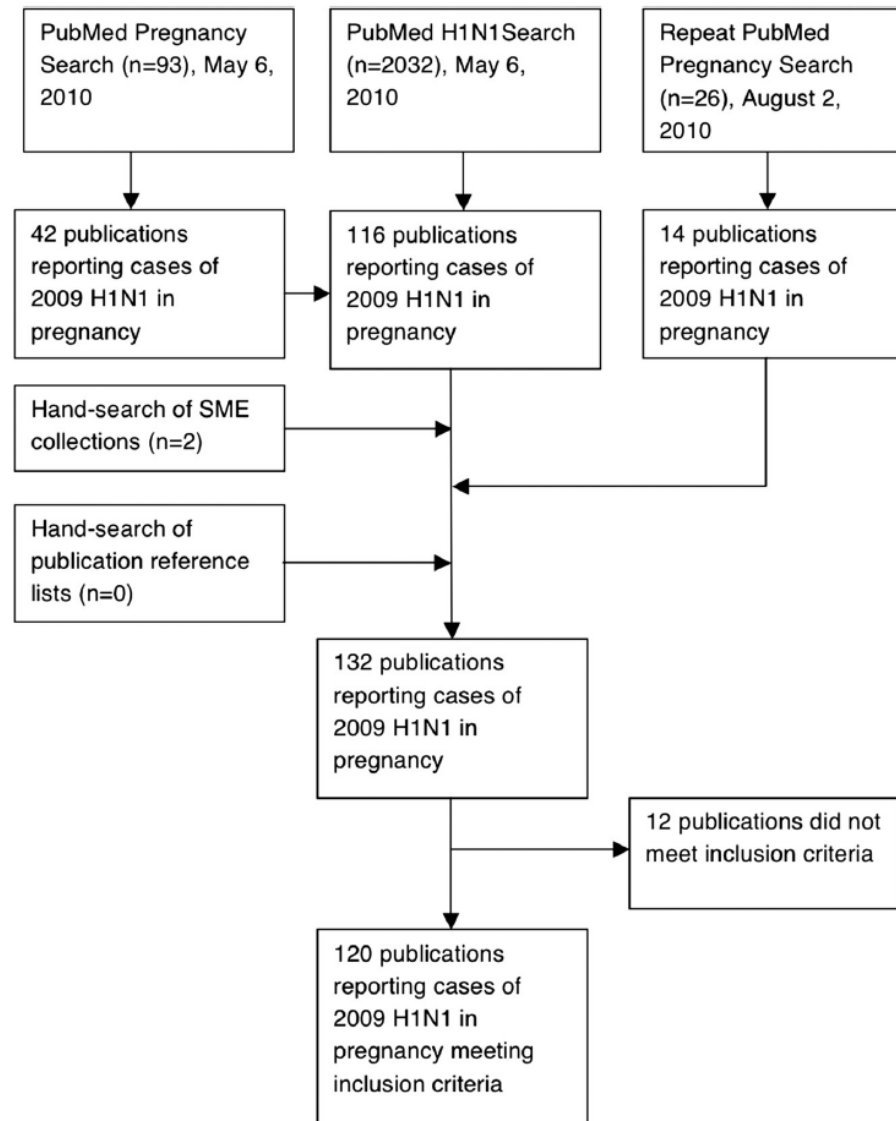 PubMed Pregnancy
Search (n=93), May 6,
2010
PubMed H1N1Search
(n=2032), May 6,
2010
Repeat PubMed
Pregnancy Search
(n=26), August 2,
2010
42 publications
reporting cases of
2009 H1N1 in
pregnancy
116 publications
reporting cases of
2009 H1N1 in
pregnancy
14 publications
reporting cases of
2009 H1N1 in
pregnancy
Hand-search of SME
collections (n=2)
Hand-search of
publication reference
lists (n=0)
132 publications
reporting cases of
2009 H1N1 in
pregnancy
12 publications did not
meet inclusion criteria
120 publications
reporting cases of
2009 H1N1 in
pregnancy meeting
inclusion criteria